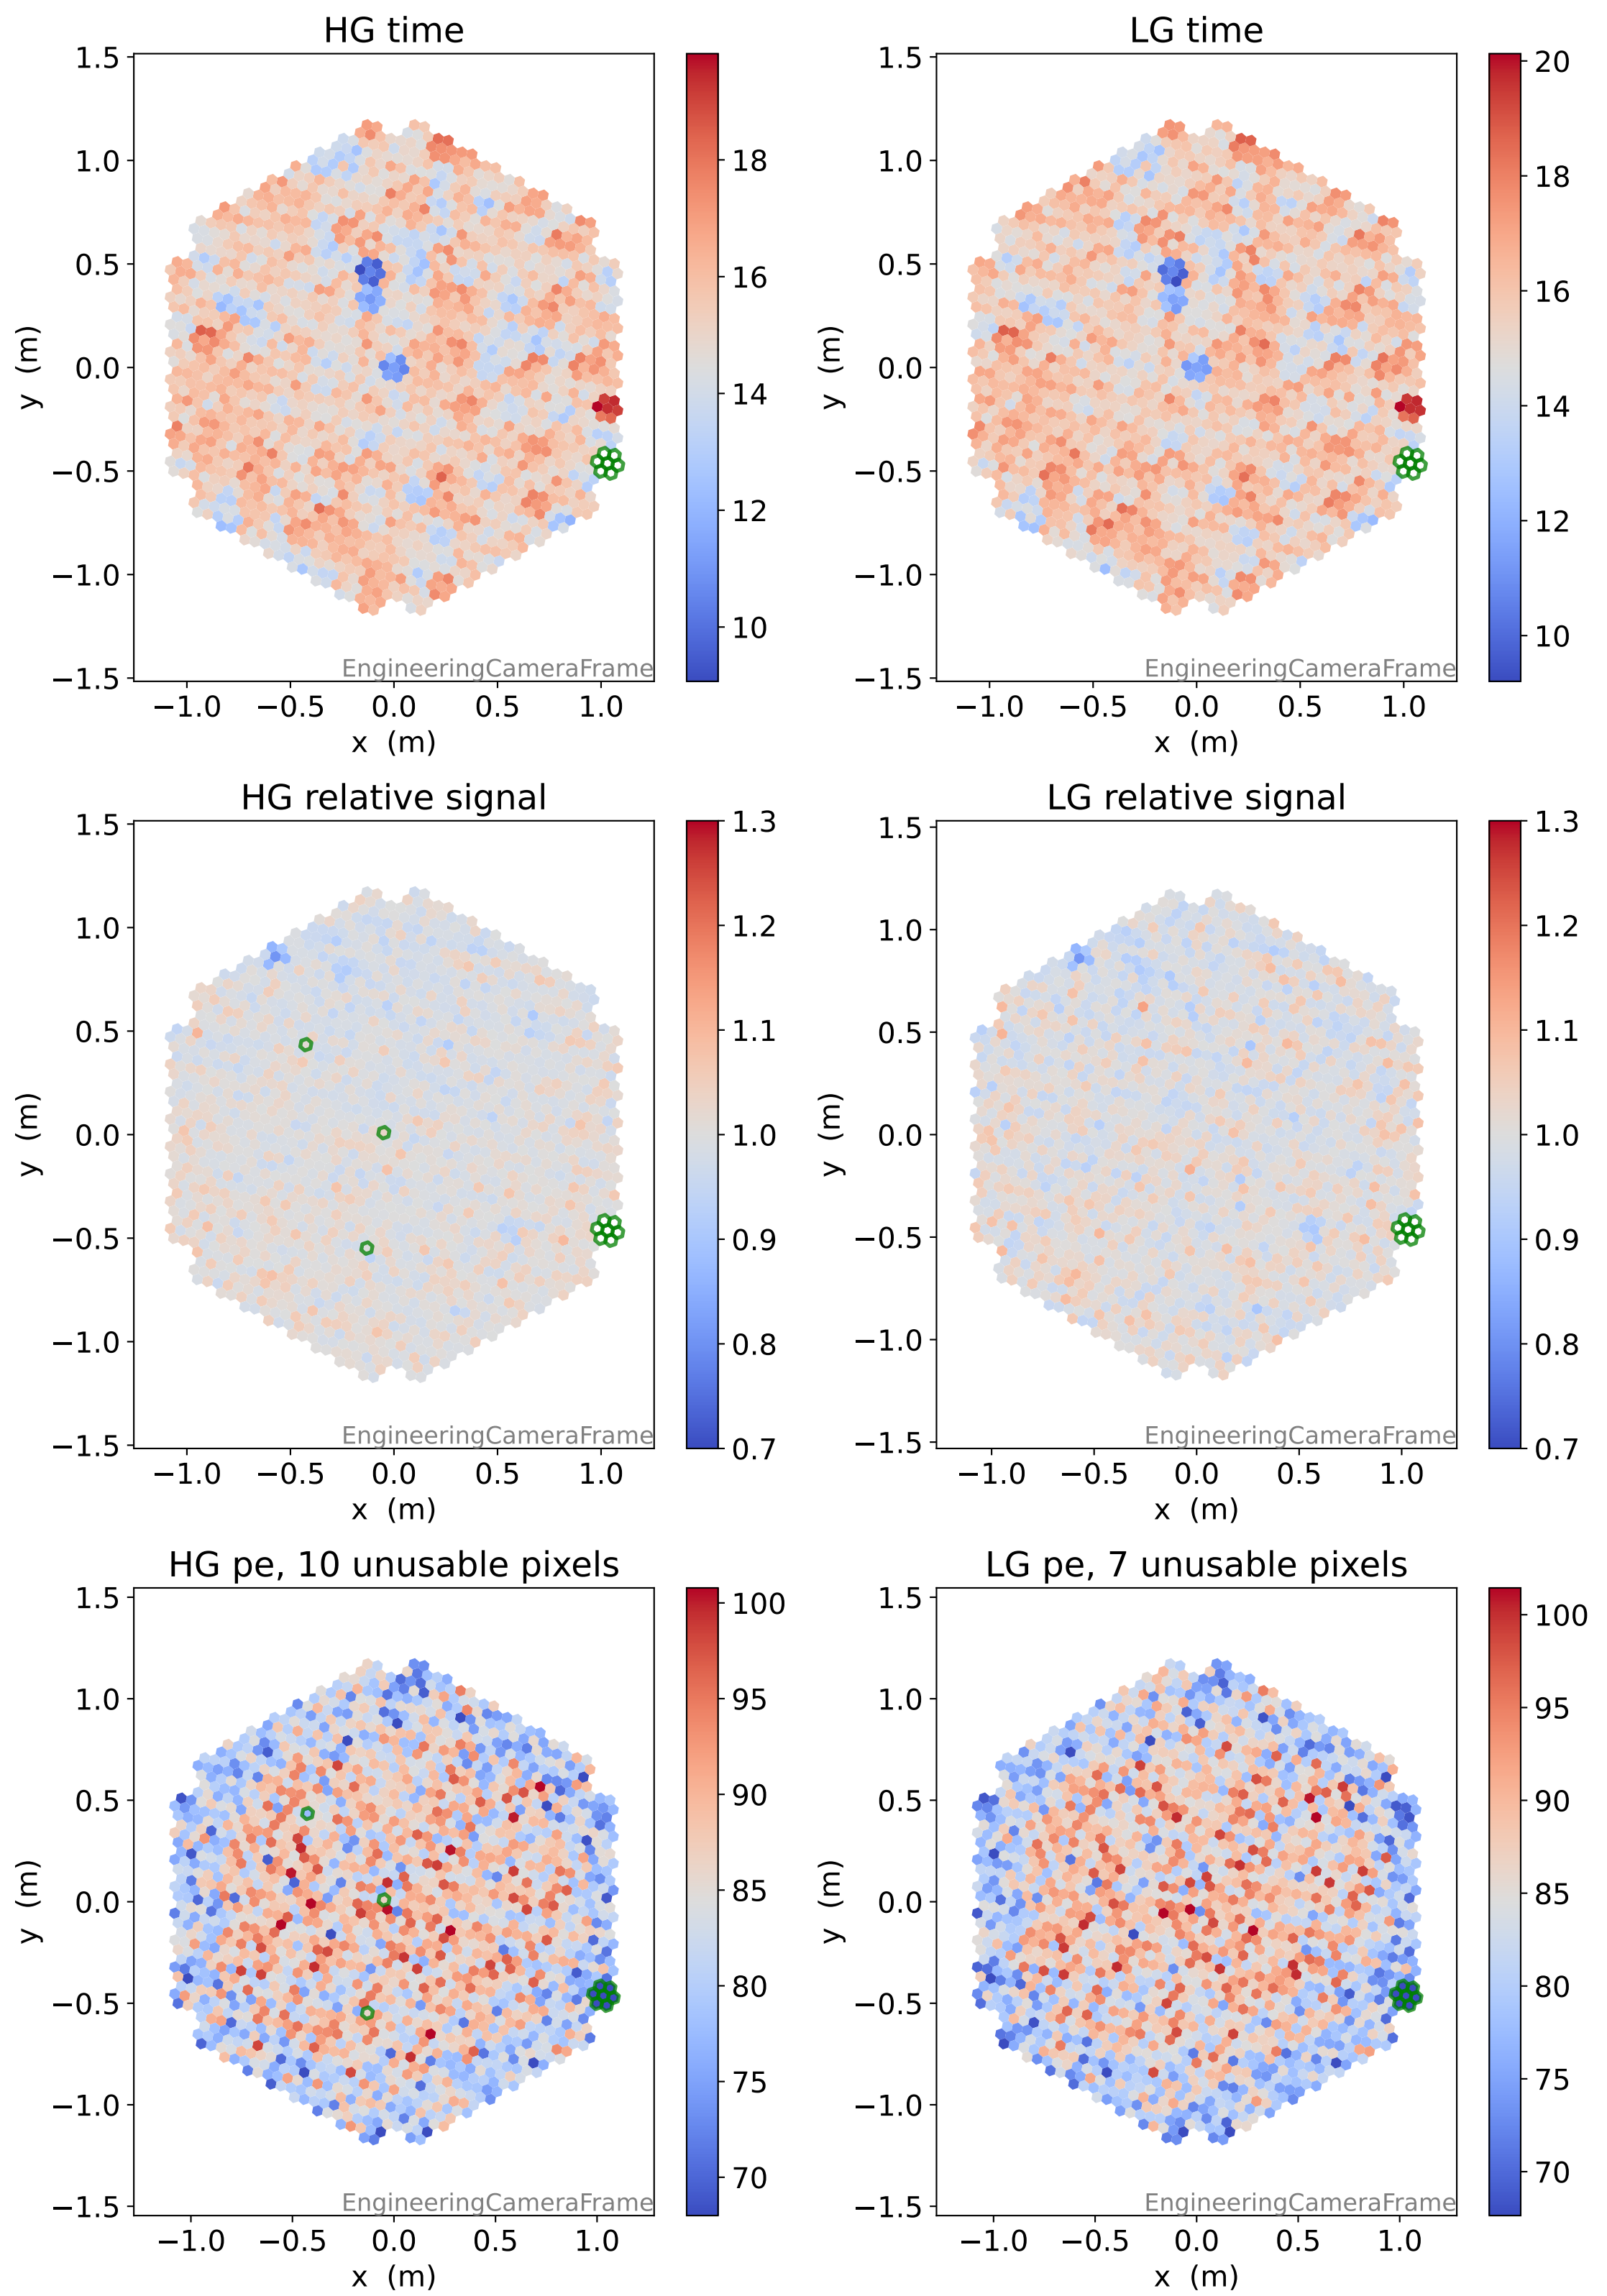 HG time
1.5
1.0
0.5
0.0
−0.5
−1.0
−1.5
y (m)
−1.0 −0.5 0.0 0.5 1.0
x (m)
EngineeringCameraFrame
18
16
14
12
10
LG time
1.5
1.0
0.5
0.0
−0.5
−1.0
−1.5
y (m)
−1.0 −0.5 0.0 0.5 1.0
x (m)
EngineeringCameraFrame
20
18
16
14
12
10
HG relative signal
1.5
1.0
0.5
0.0
−0.5
−1.0
−1.5
y (m)
−1.0 −0.5 0.0 0.5 1.0
x (m)
EngineeringCameraFrame
1.3
1.2
1.1
1.0
0.9
0.8
0.7
LG relative signal
1.5
1.0
0.5
0.0
−0.5
−1.0
−1.5
y (m)
−1.0 −0.5 0.0 0.5 1.0
x (m)
EngineeringCameraFrame
1.3
1.2
1.1
1.0
0.9
0.8
0.7
HG pe, 10 unusable pixels
1.5
1.0
0.5
0.0
−0.5
−1.0
−1.5
y (m)
−1.0 −0.5 0.0 0.5 1.0
x (m)
EngineeringCameraFrame
100
95
90
85
80
75
70
LG pe, 7 unusable pixels
1.5
1.0
0.5
0.0
−0.5
−1.0
−1.5
y (m)
−1.0 −0.5 0.0 0.5 1.0
x (m)
EngineeringCameraFrame
100
95
90
85
80
75
70